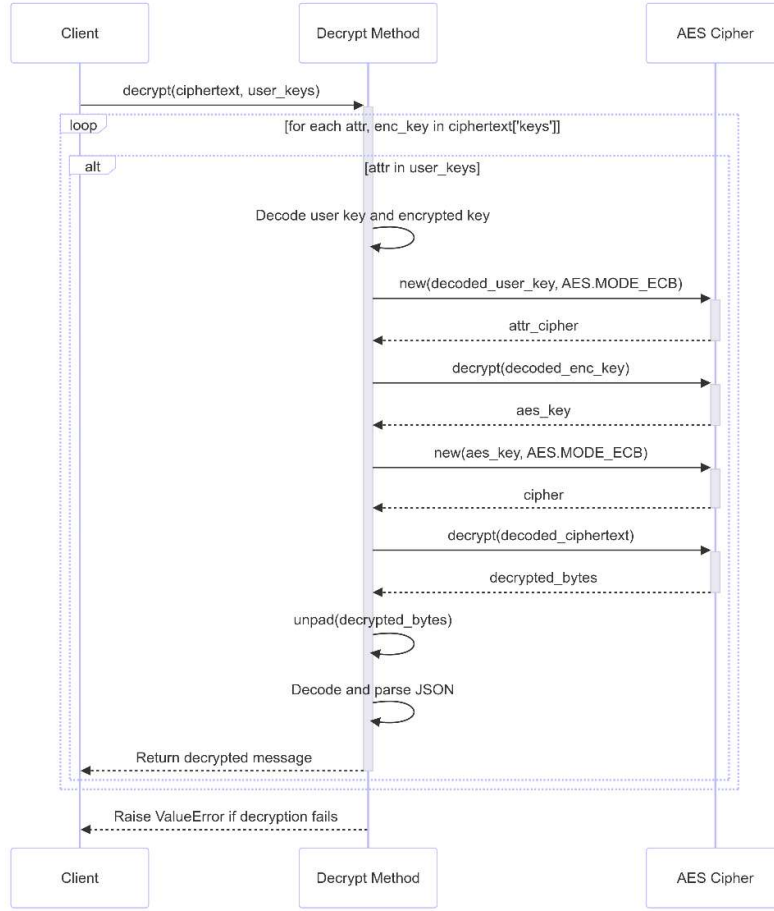 Client
Decrypt Method
AES Cipher
decrypt(ciphertext, user_keys)
loop
[for each attr, enc_key in ciphertext['keys']]
alt
[attr in user_keys]
Decode user key and encrypted key
new(decoded_user_key, AES.MODE_ECB)
attr_cipher
decrypt(decoded_enc_key)
aes_key
new(aes_key, AES.MODE_ECB)
cipher
decrypt(decoded_ciphertext)
decrypted_bytes
unpad(decrypted_bytes)
Decode and parse JSON
Return decrypted message
Raise ValueError if decryption fails
Client
Decrypt Method
AES Cipher